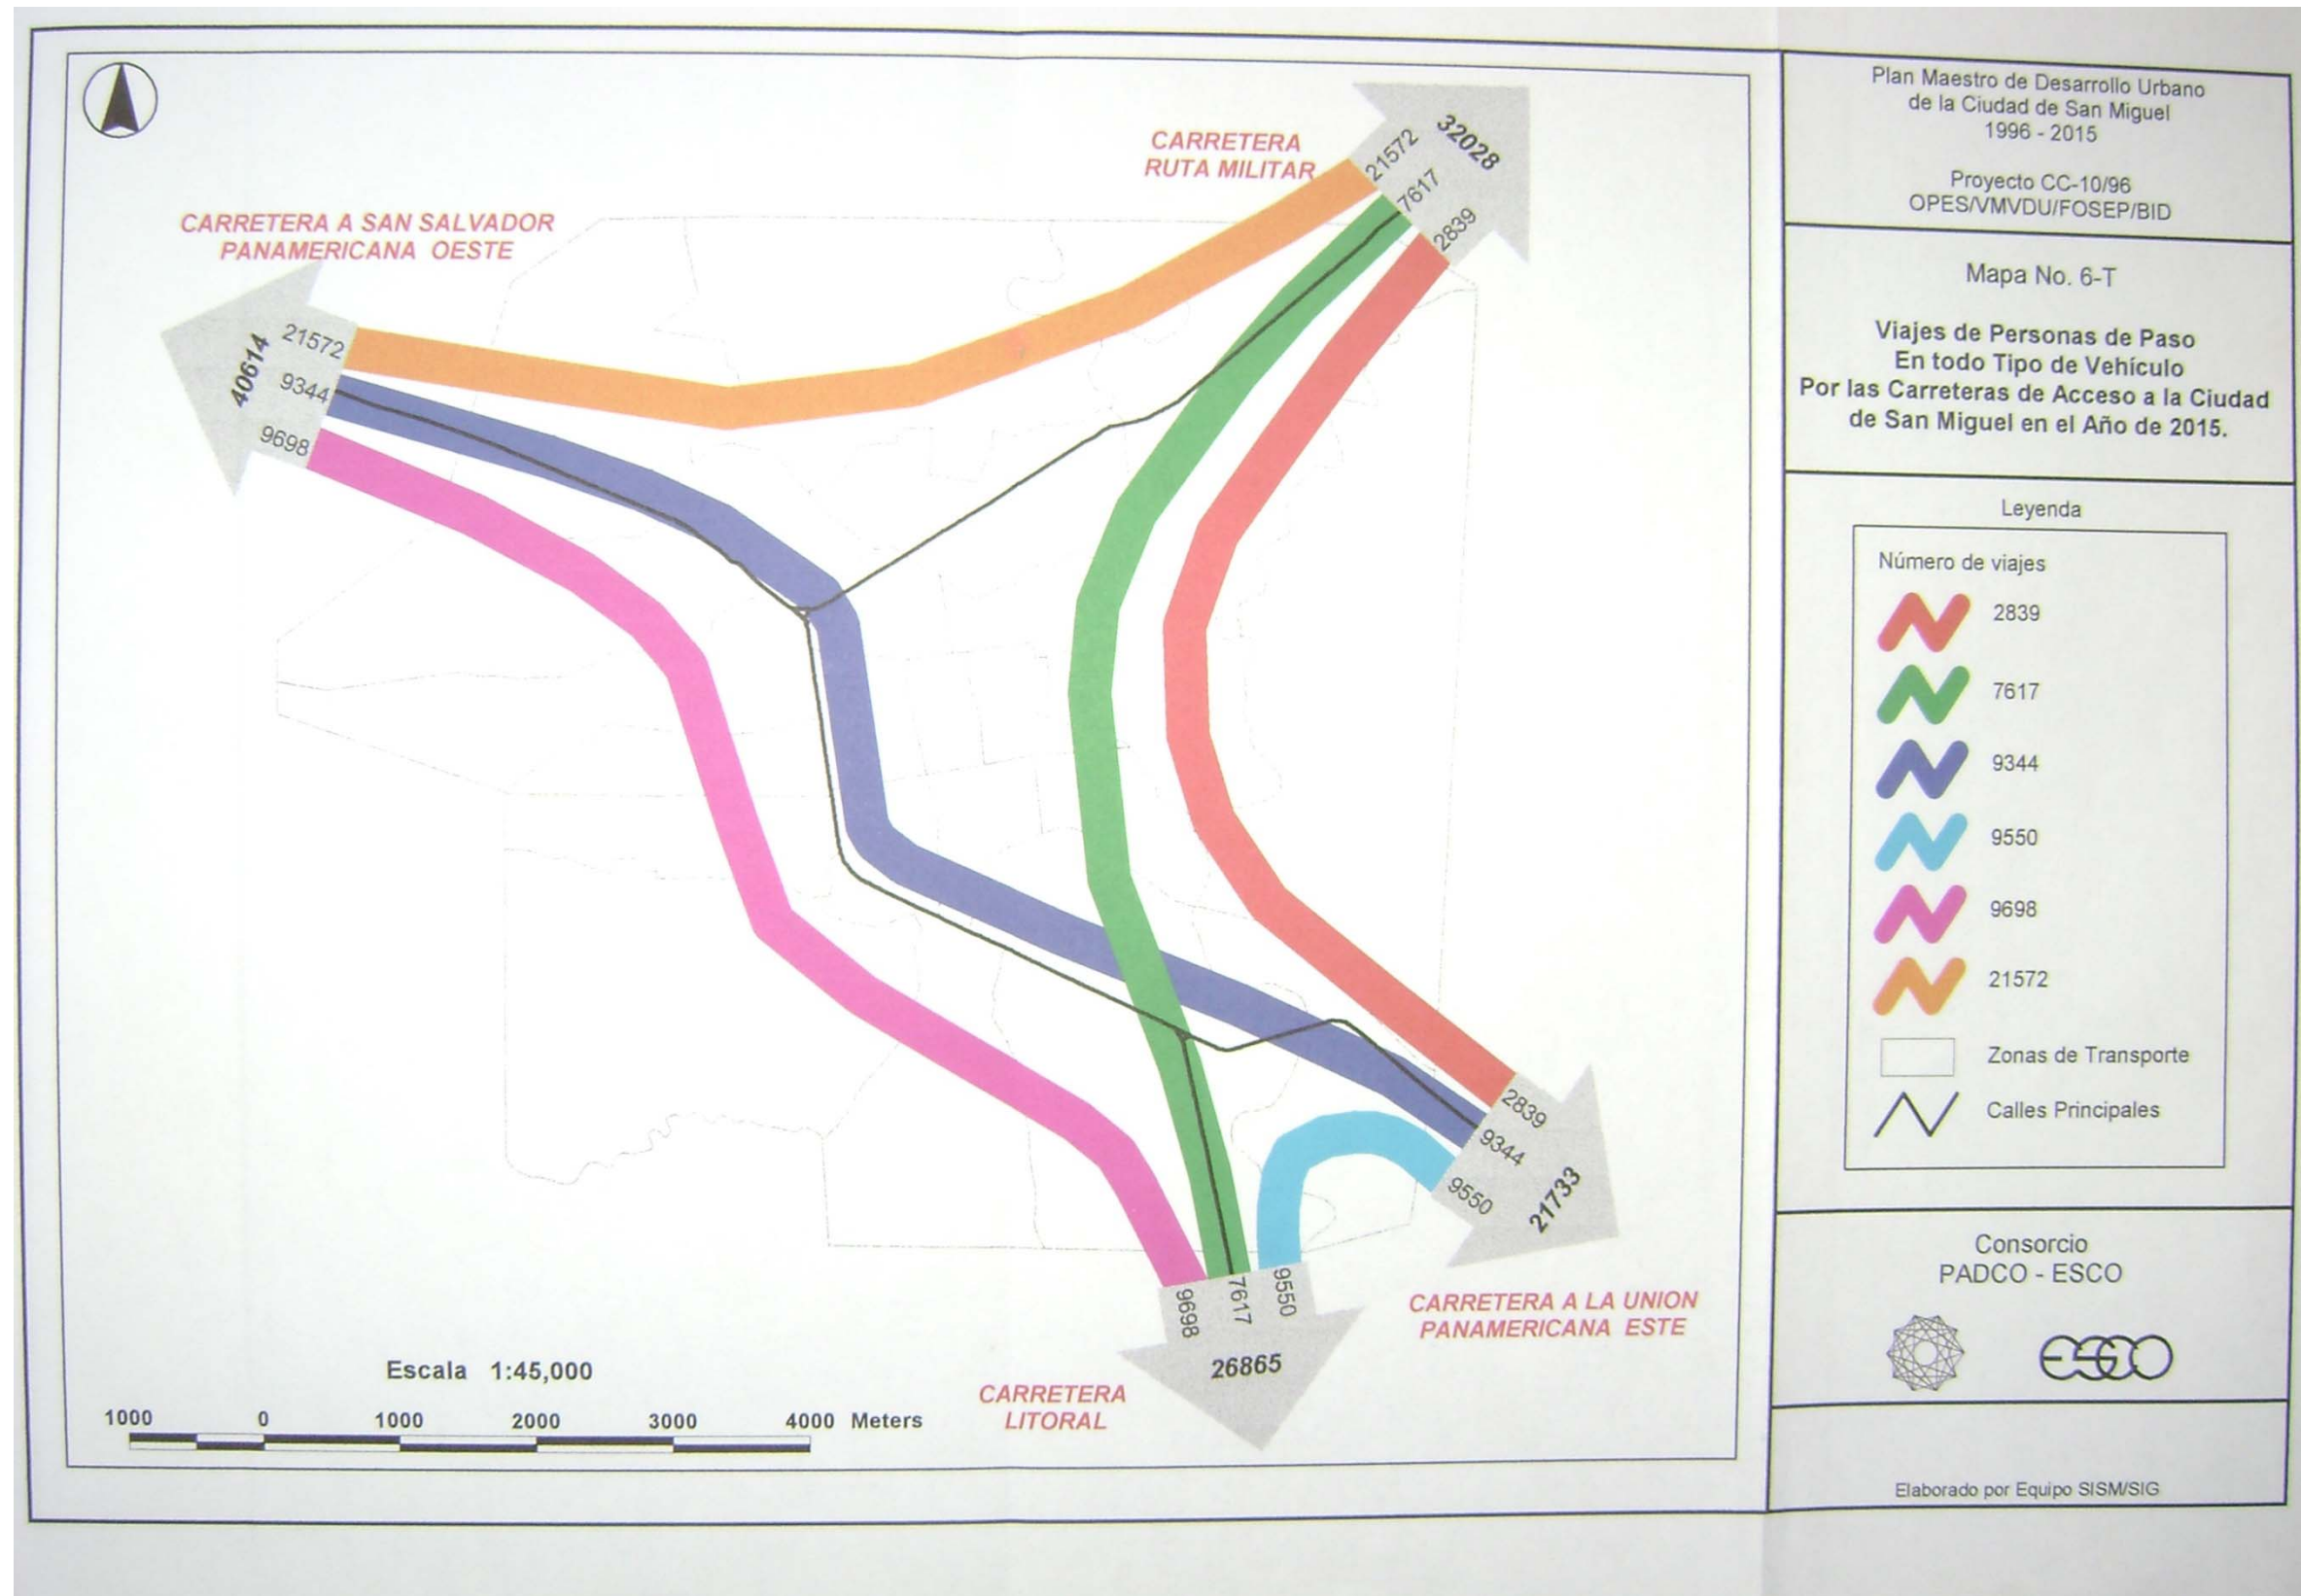 CARRETERA
RUTA MILITAR
32028
21572
7617
2839
CARRETERA A SAN SALVADOR
PANAMERICANA OESTE
40614
21572
9344
9698
2839
9344
9550
21733
CARRETERA A LA UNION
PANAMERICANA ESTE
9698
7617
9550
26865
CARRETERA
LITORAL
Escala 1:45,000
1000 0 1000 2000 3000 4000 Meters
Plan Maestro de Desarrollo Urbano
de la Ciudad de San Miguel
1996 - 2015
Proyecto CC-10/96
OPES/VMVDU/FOSEP/BID
Mapa No. 6-T
Viajes de Personas de Paso
En todo Tipo de Vehículo
Por las Carreteras de Acceso a la Ciudad
de San Miguel en el Año de 2015.
Leyenda
Número de viajes
2839
7617
9344
9550
9698
21572
Zonas de Transporte
Calles Principales
Consorcio
PADCO - ESCO
ESCO
Elaborado por Equipo SISM/SIG